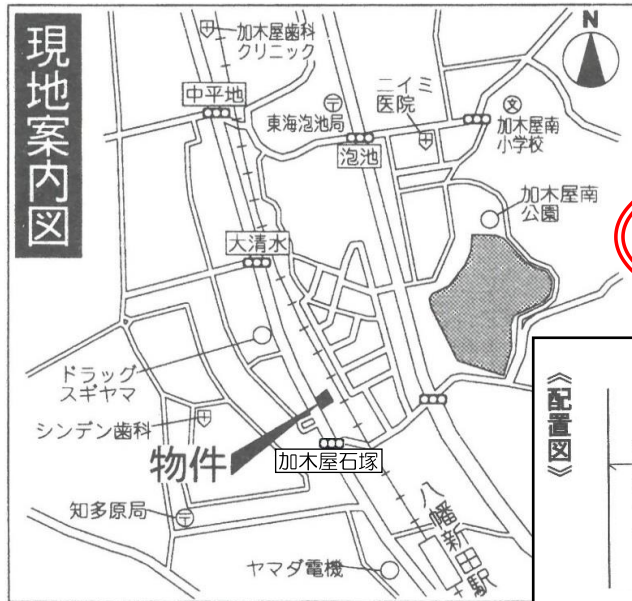 現地案内図
N
加木屋歯科
クリニック
中平地
東海泡池局
ニイミ
医院
泡池
文
加木屋南
小学校
加木屋南
公園
大清水
ドラッグ
スギヤマ
シンデン歯科
物件
加木屋石塚
知多原局
ヤマダ電機
八幡新田駅
《配置図》